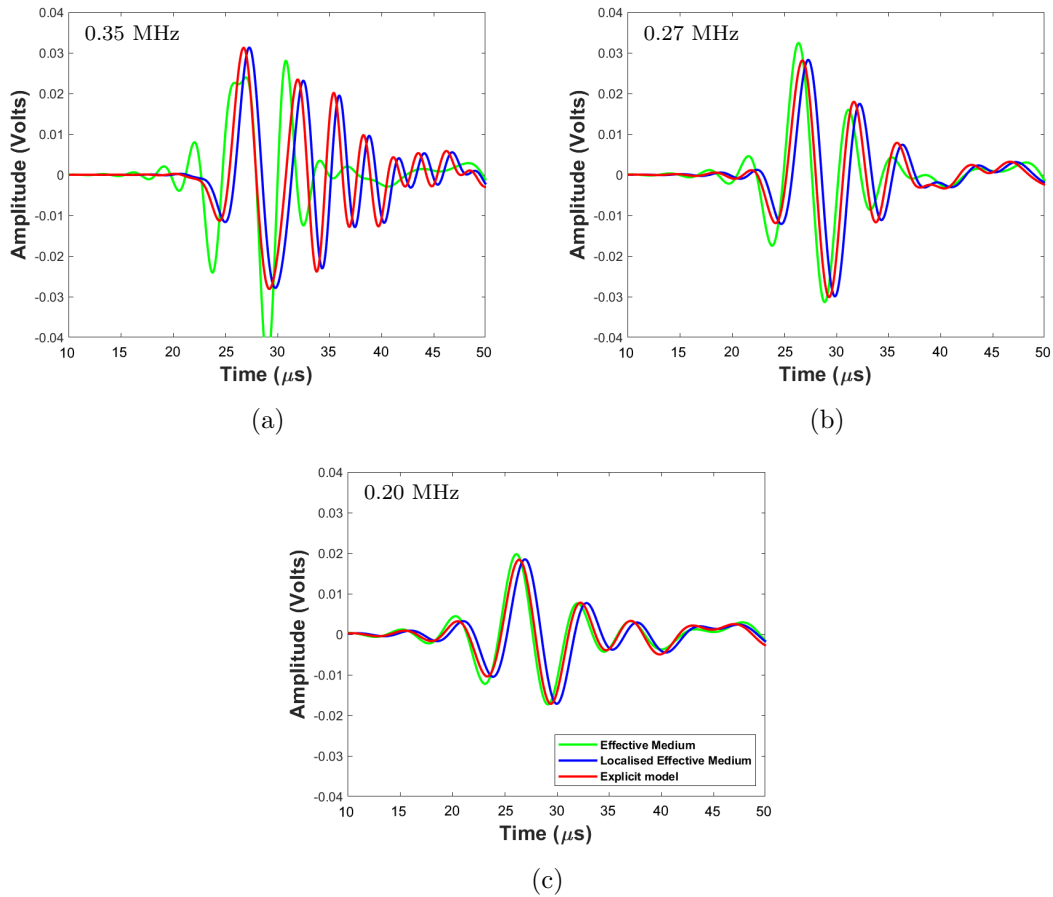 0.35 MHz
0.04
0.03
0.02
0.01
0
-0.01
-0.02
-0.03
-0.04
Amplitude (Volts)
10 15 20 25 30 35 40 45 50
Time (μs)
(a)
0.27 MHz
0.04
0.03
0.02
0.01
0
-0.01
-0.02
-0.03
-0.04
Amplitude (Volts)
10 15 20 25 30 35 40 45 50
Time (μs)
(b)
0.20 MHz
0.04
0.03
0.02
0.01
0
-0.01
-0.02
-0.03
-0.04
Amplitude (Volts)
Effective Medium
Localised Effective Medium
Explicit model
10 15 20 25 30 35 40 45 50
Time (μs)
(c)